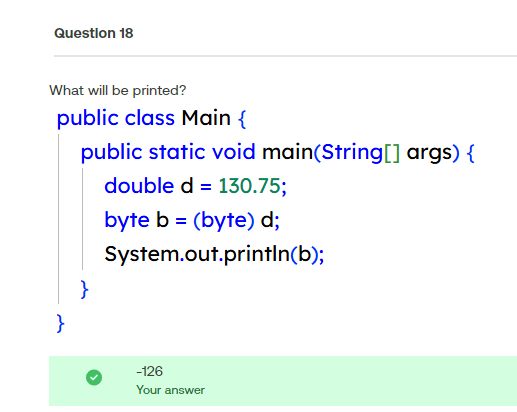 Question 18
What will be printed?
public class Main {
public static void main(String[] args) {
double d = 130.75;
byte b = (byte) d;
System.out.println(b);
}
}
-126
Your answer